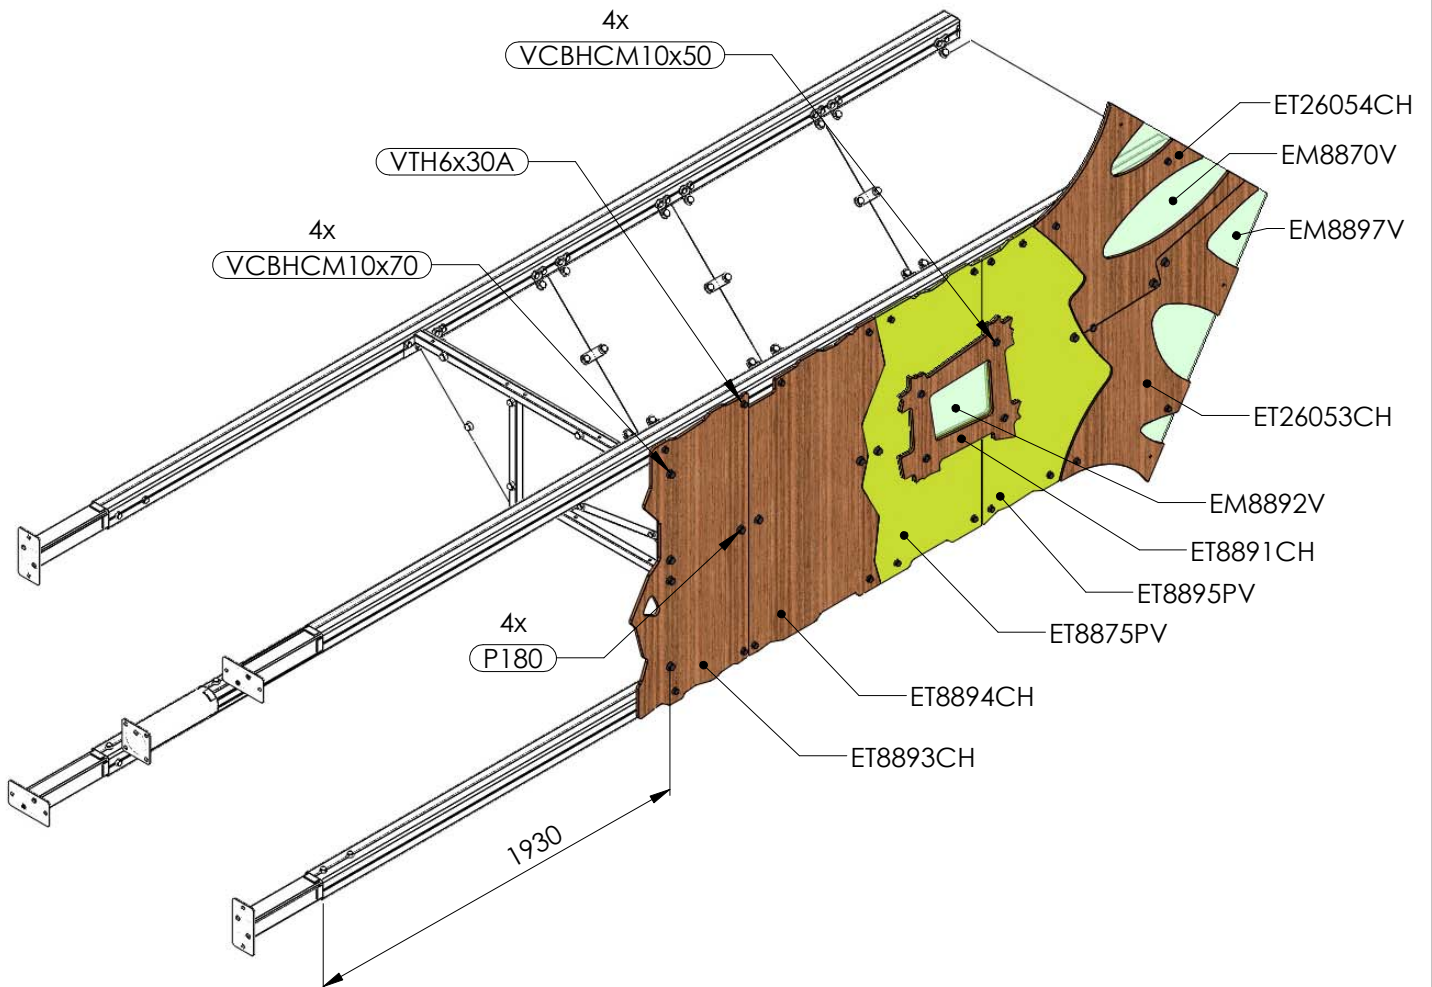 4x
VCBHCM10x50
ET26054CH
VTH6x30A
EM8870V
4x
EM8897V
VCBHCM10x70
ET26053CH
EM8892V
ET8891CH
ET8895PV
4x
ET8875PV
P180
ET8894CH
ET8893CH
1930